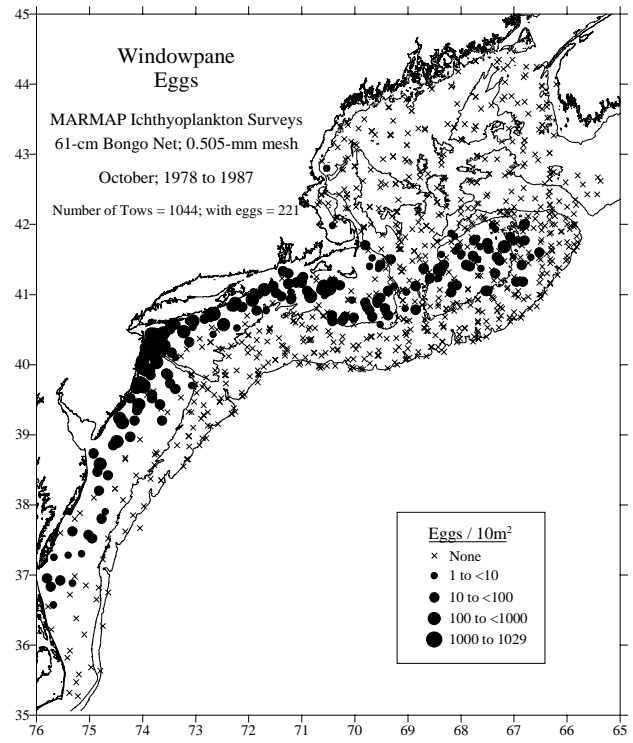 Windowpane
Eggs
MARMAP Ichthyoplankton Surveys
61-cm Bongo Net; 0.505-mm mesh
October; 1978 to 1987
Number of Tows = 1044; with eggs = 221
45
44
43
42
41
40
39
38
37
36
35
Eggs / 10m²
None
1 to <10
10 to <100
100 to <1000
1000 to 1029
76 75 74 73 72 71 70 69 68 67 66 65